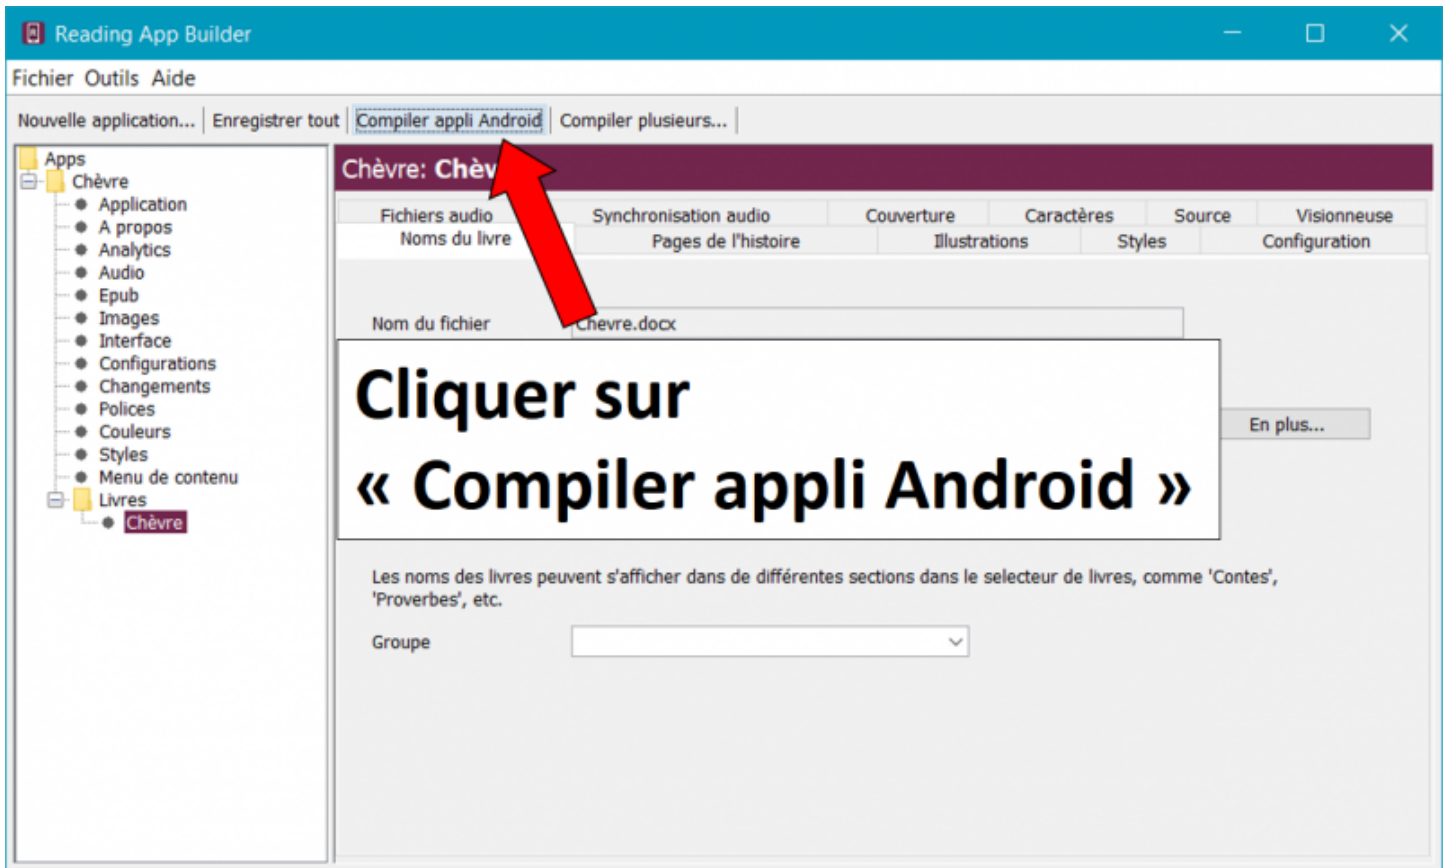 Reading App Builder
Fichier Outils Aide
Nouvelle application... Enregistrer tout Compiler appli Android Compiler plusieurs...
Apps
Chèvre
Application
A propos
Analytics
Audio
Epub
Images
Interface
Configurations
Changements
Polices
Couleurs
Styles
Menu de contenu
Livres
Chèvre
Chèvre:
Fichiers audio Synchronisation audio Couverture Caractères Source Visionneuse
Noms du livre Pages de l'histoire Illustrations Styles Configuration
Nom du fichier Chevre.docx
Cliquer sur
« Compiler appli Android »
En plus...
Les noms des livres peuvent s'afficher dans de différentes sections dans le selecteur de livres, comme 'Contes',
'Proverbes', etc.
Groupe